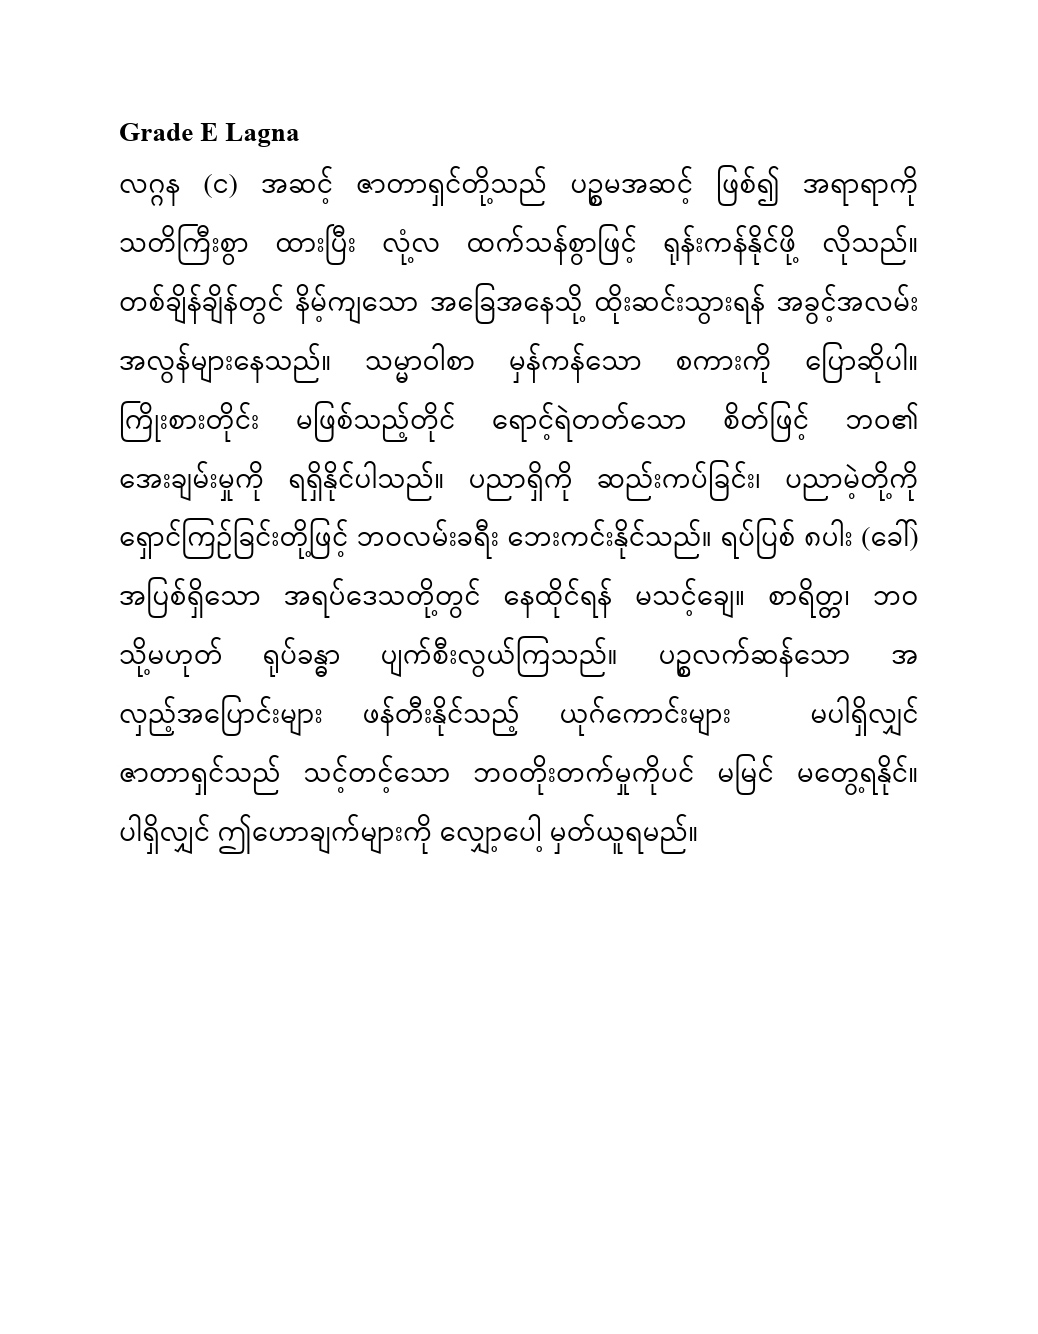 Grade E Lagna
လဂ္ဂန (င) အဆင့် ဇာတာရှင်တို့သည် ပဉ္စမအဆင့် ဖြစ်၍ အရာရာကို
သတိကြီးစွာ ထားပြီး လုံ့လ ထက်သန်စွာဖြင့် ရုန်းကန်နိုင်ဖို့ လိုသည်။
တစ်ချိန်ချိန်တွင် နိမ့်ကျသော အခြေအနေသို့ ထိုးဆင်းသွားရန် အခွင့်အလမ်း
အလွန်များနေသည်။ သမ္မာဝါစာ မှန်ကန်သော စကားကို ပြောဆိုပါ။
ကြိုးစားတိုင်း မဖြစ်သည့်တိုင် ရောင့်ရဲတတ်သော စိတ်ဖြင့် ဘဝ၏
အေးချမ်းမှုကို ရရှိနိုင်ပါသည်။ ပညာရှိကို ဆည်းကပ်ခြင်း၊ ပညာမဲ့တို့ကို
ရှောင်ကြဉ်ခြင်းတို့ဖြင့် ဘဝလမ်းခရီး ဘေးကင်းနိုင်သည်။ ရပ်ပြစ် ၈ပါး (ခေါ်)
အပြစ်ရှိသော အရပ်ဒေသတို့တွင် နေထိုင်ရန် မသင့်ချေ။ စာရိတ္တ၊ ဘဝ
သို့မဟုတ် ရုပ်ခန္ဓာ ပျက်စီးလွယ်ကြသည်။ ပဉ္စလက်ဆန်သော အ
လှည့်အပြောင်းများ ဖန်တီးနိုင်သည့် ယုဂ်ကောင်းများ မပါရှိလျှင်
ဇာတာရှင်သည် သင့်တင့်သော ဘဝတိုးတက်မှုကိုပင် မမြင် မတွေ့ရနိုင်။
ပါရှိလျှင် ဤဟောချက်များကို လျှော့ပေါ့ မှတ်ယူရမည်။